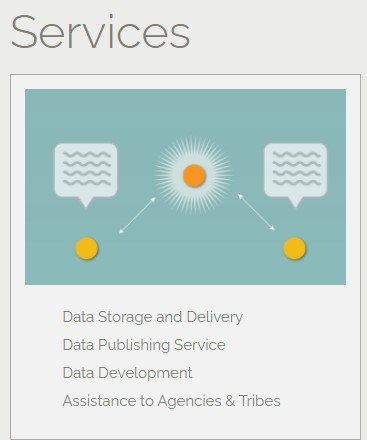 Services
Data Storage and Delivery
Data Publishing Service
Data Development
Assistance to Agencies & Tribes